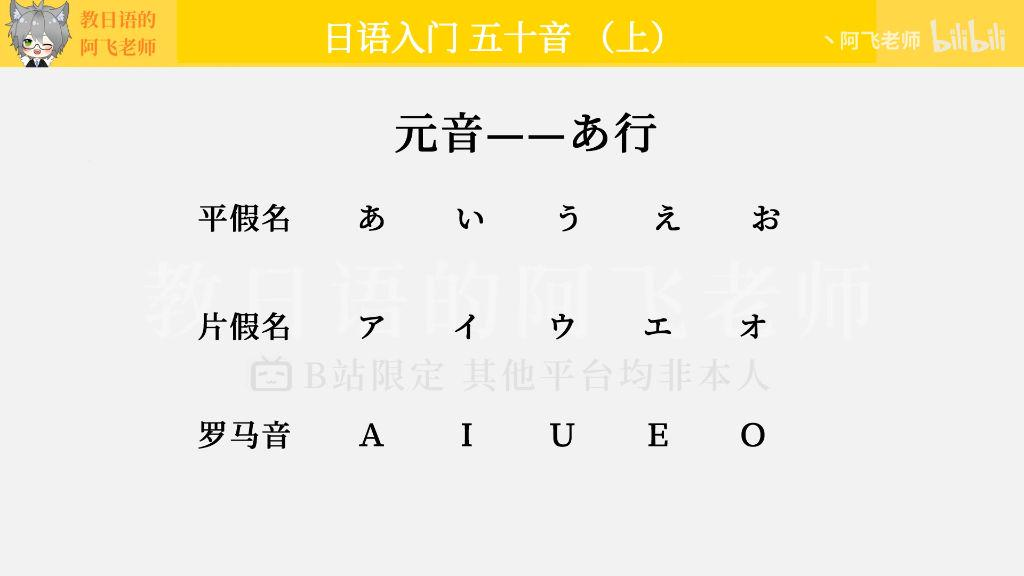 教日语的
阿飞老师
日语入门 五十音 （上）
丶阿飞老师 bilibili
元音——あ行
平假名 あ い う え お
教日语的阿飞老师
片假名 ア イ ウ エ オ
B站限定 其他平台均非本人
罗马音 A I U E O